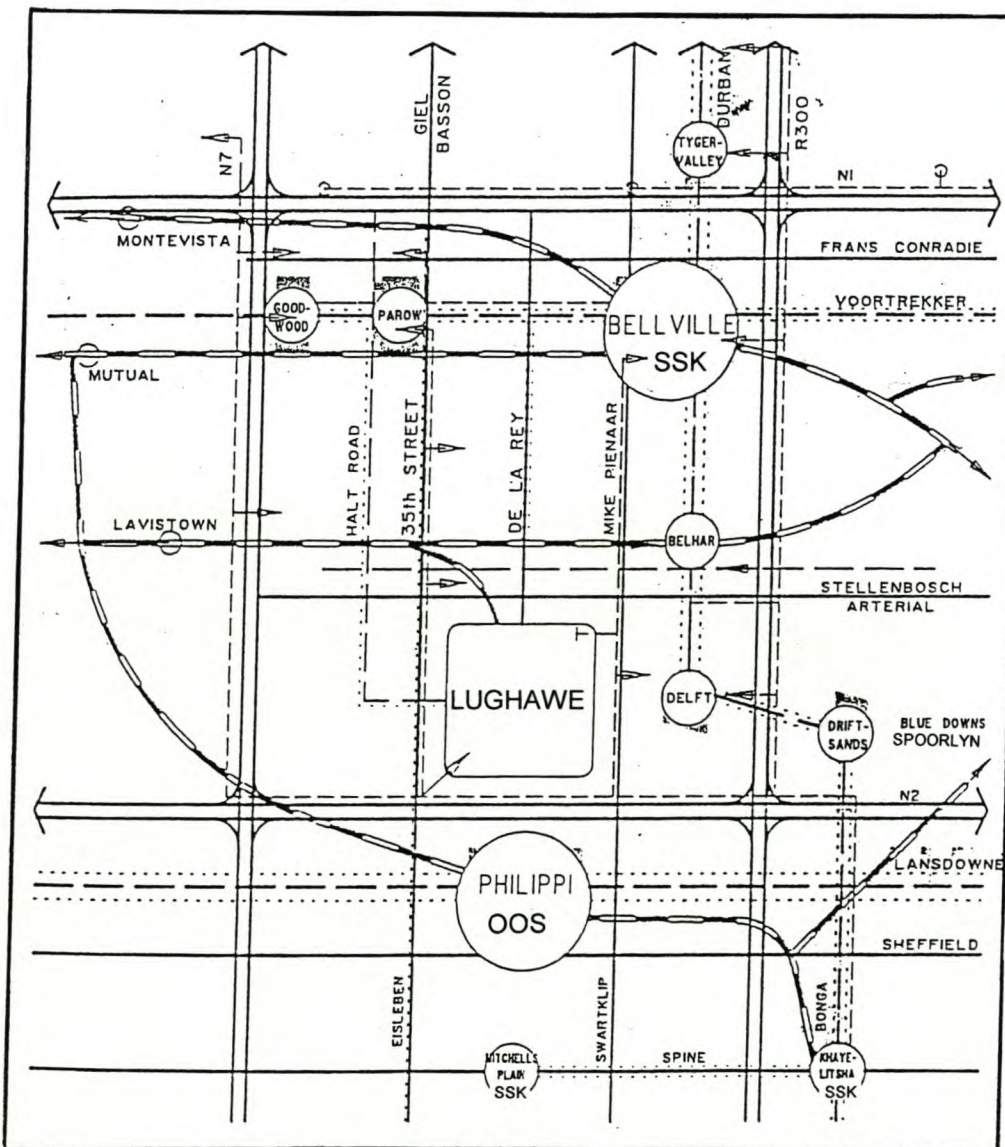 N7
GIEL
BASSON
DURBAN
R300
TYGER-
VALLEY
N1
MONTEVISTA
FRANS CONRADIE
GOOD-
WOOD
PAROW
BELLVILLE
SSK
VOORTREKKER
MUTUAL
HALT ROAD
35th STREET
DE LA REY
MIKE PIENAAR
LAVISTOWN
BELHAR
STELLENBOSCH
ARTERIAL
T
LUGHAWE
DELFT
DRIFT-
SANDS
BLUE DOWNS
SPOORLYN
N2
LANSDOWNE
PHILIPPI
OOS
SHEFFIELD
EISLEBEN
SWARTKLIP
BONGA
MITCHELLS
PLAIN
SSK
SPINE
KHAYE-
LITSHA
SSK